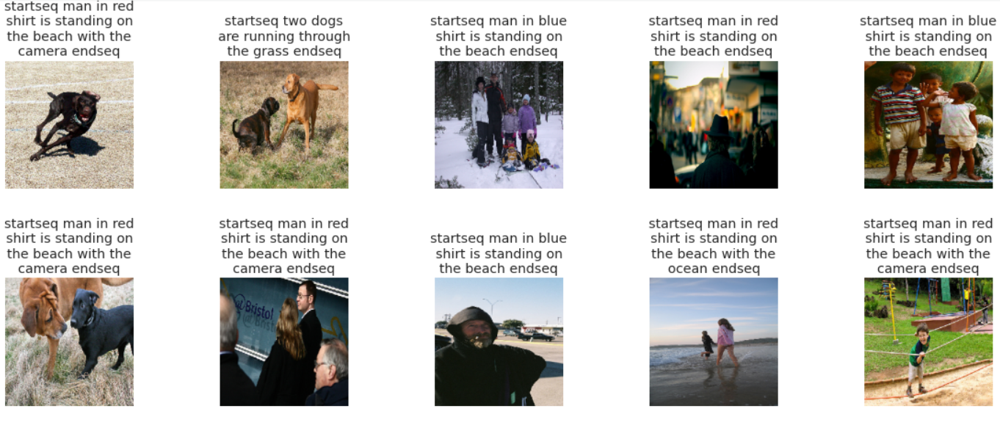 startseq man in red
shirt is standing on
the beach with the
camera endseq
startseq two dogs
are running through
the grass endseq
startseq man in blue
shirt is standing on
the beach endseq
startseq man in red
shirt is standing on
the beach endseq
startseq man in blue
shirt is standing on
the beach endseq
startseq man in red
shirt is standing on
the beach with the
camera endseq
startseq man in red
shirt is standing on
the beach with the
camera endseq
at Bristol
@ Brist
startseq man in blue
shirt is standing on
the beach endseq
startseq man in red
shirt is standing on
the beach with the
ocean endseq
startseq man in red
shirt is standing on
the beach with the
camera endseq